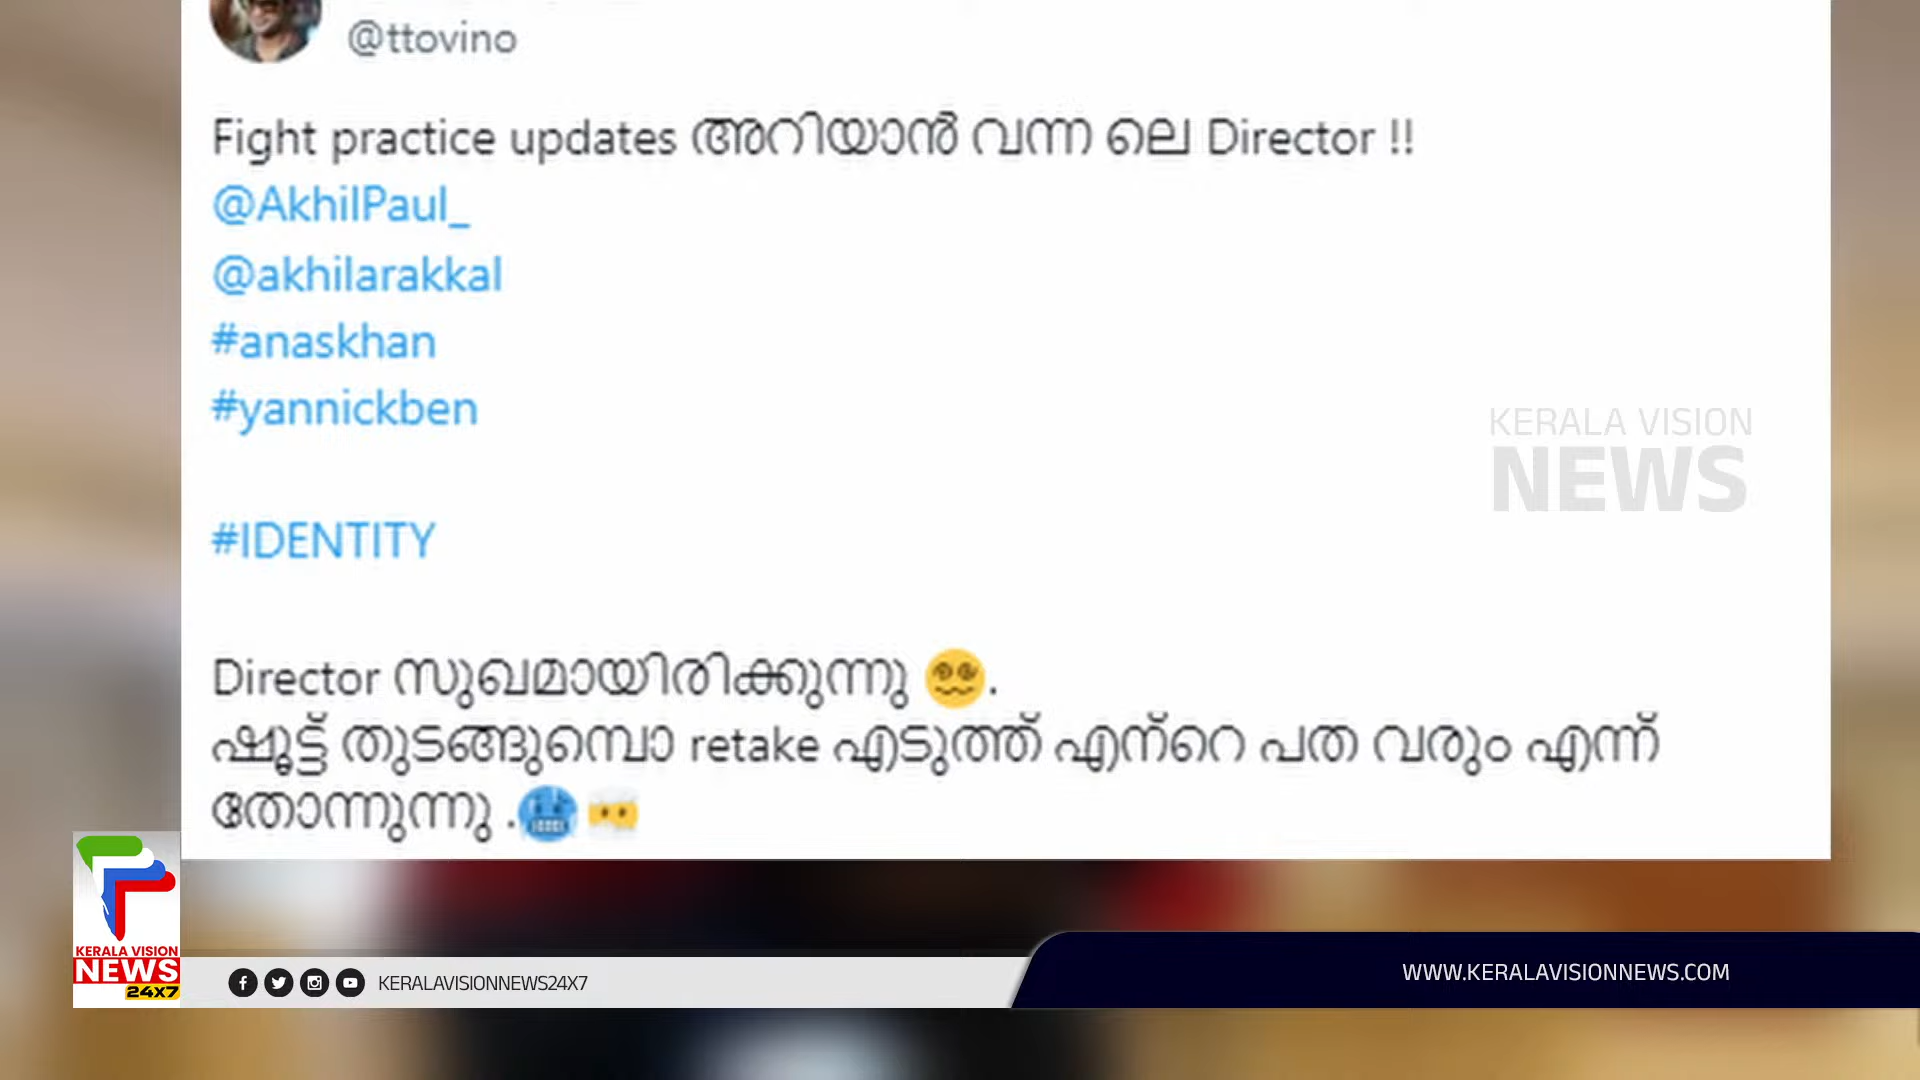 @ttovino
Fight practice updates അറിയാൻ വന്ന ലെ Director !!
@AkhilPaul_
@akhilarakkal
#anaskhan
#yannickben
KERALA VISION
NEWS
#IDENTITY
Director സുഖമായിരിക്കുന്നു 😵‍💫.
ഷൂട്ട് തുടങ്ങുമ്പൊ retake എടുത്ത് എന്റെ പത വരും എന്ന്
തോന്നുന്നു .🥶🤕
KERALA VISION
NEWS
24X7
KERALAVISIONNEWS24X7
WWW.KERALAVISIONNEWS.COM